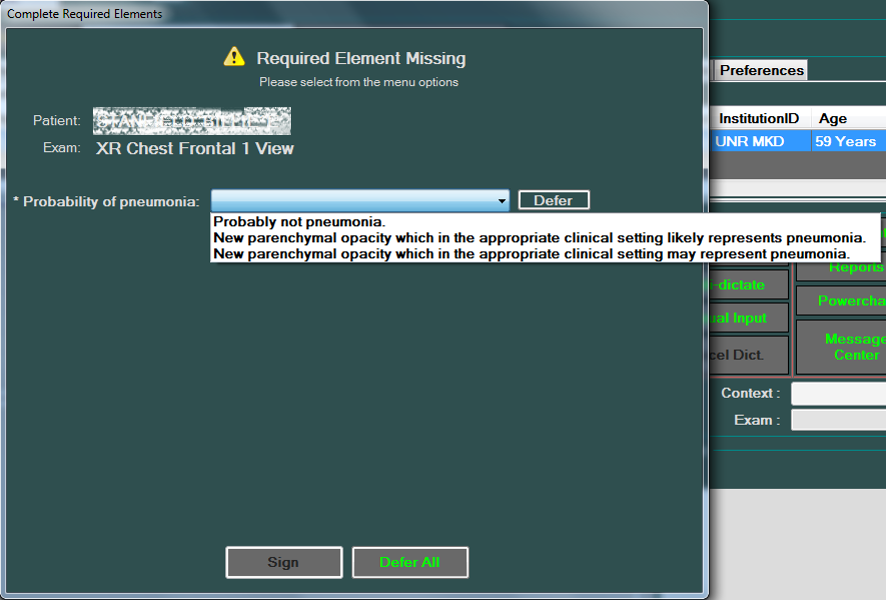 Complete Required Elements
Required Element Missing
Please select from the menu options
Patient:
Exam: XR Chest Frontal 1 View
* Probability of pneumonia:
Defer
Probably not pneumonia.
New parenchymal opacity which in the appropriate clinical setting likely represents pneumonia.
New parenchymal opacity which in the appropriate clinical setting may represent pneumonia.
Sign
Defer All
Preferences
InstitutionID Age
UNR MKD 59 Years
-dictate
Reports
ual Input
Powercha
cel Dict.
Message
Center
Context :
Exam :